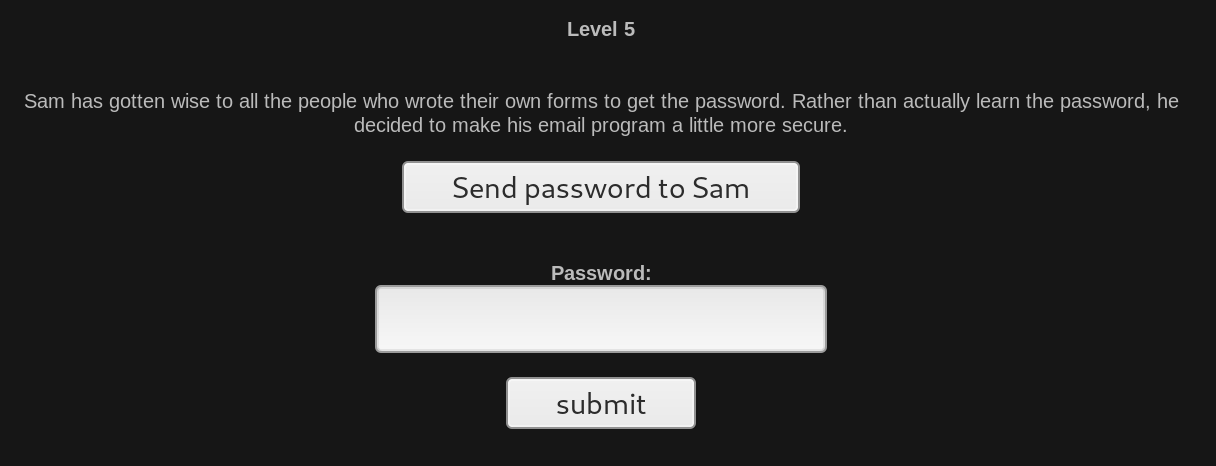 Level 5
Sam has gotten wise to all the people who wrote their own forms to get the password. Rather than actually learn the password, he
decided to make his email program a little more secure.
Send password to Sam
Password:
submit